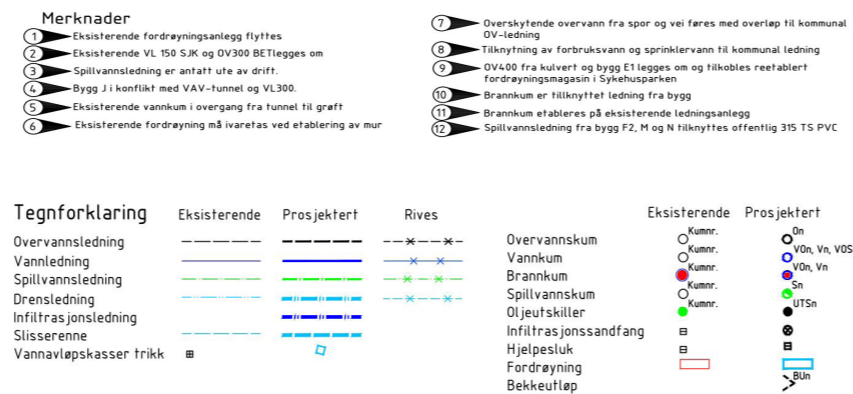 Merknader
1 Eksisterende fordrøyningsanlegg flyttes
2 Eksisterende VL 150 SJK og OV300 BETlegges om
3 Spillvannsledning er antatt ute av drift.
4 Bygg J i konflikt med VAV-tunnel og VL300.
5 Eksisterende vannkum i overgang fra tunnel til grøft
6 Eksisterende fordrøyning må ivaretas ved etablering av mur
7 Overskytende overvann fra spor og vei føres med overløp til kommunal
OV-ledning
8 Tilknytning av forbruksvann og sprinklervann til kommunal ledning
9 OV400 fra kulvert og bygg E1 legges om og tilkobles reetablert
fordrøyningsmagasin i Sykehusparken
10 Brannkum er tillknyttet ledning fra bygg
11 Brannkum etableres på eksisterende ledningsanlegg
12 Spillvannsledning fra bygg F2, M og N tilknyttes offentlig 315 TS PVC
Tegnforklaring Eksisterende Prosjektert Rives
Overvannsledning
Vannledning
Spillvannsledning
Drensledning
Infiltrasjonsledning
Slisserenne
Vannavløpskasser trikk
Eksisterende Prosjektert
Overvannskum Kumnr. On
Vannkum Kumnr. VOn, Vn, VOS
Brannkum Kumnr. VOn, Vn
Spillvannskum Kumnr. Sn
Oljeutskiller Kumnr. UTSn
Infiltrasjonssandfang
Hjelpesluk
Fordrøyning
Bekkeutløp BUn